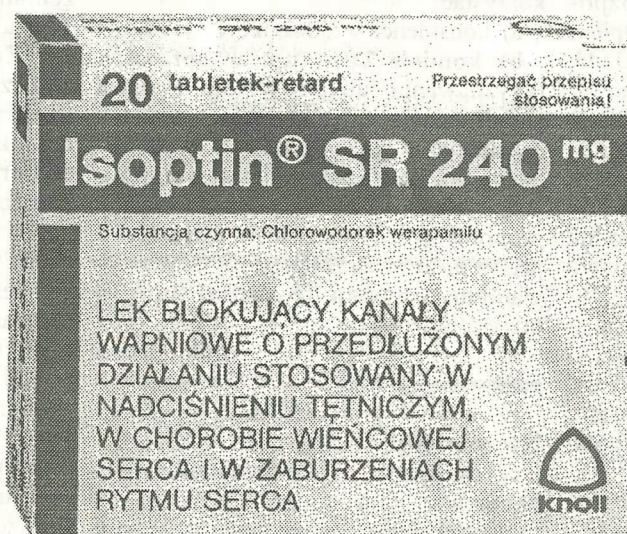 20 tabletek-retard
Przestrzegać przepisu
stosowania!
Isoptin® SR 240 mg
Substancja czynna: Chlorowodorek werapamilu
LEK BLOKUJĄCY KANAŁY
WAPNIOWE O PRZEDŁUŻONYM
DZIAŁANIU STOSOWANY W
NADCIŚNIENIU TĘTNICZYM,
W CHOROBIE WIEŃCOWEJ
SERCA I W ZABURZENIACH
RYTMU SERCA
knoll